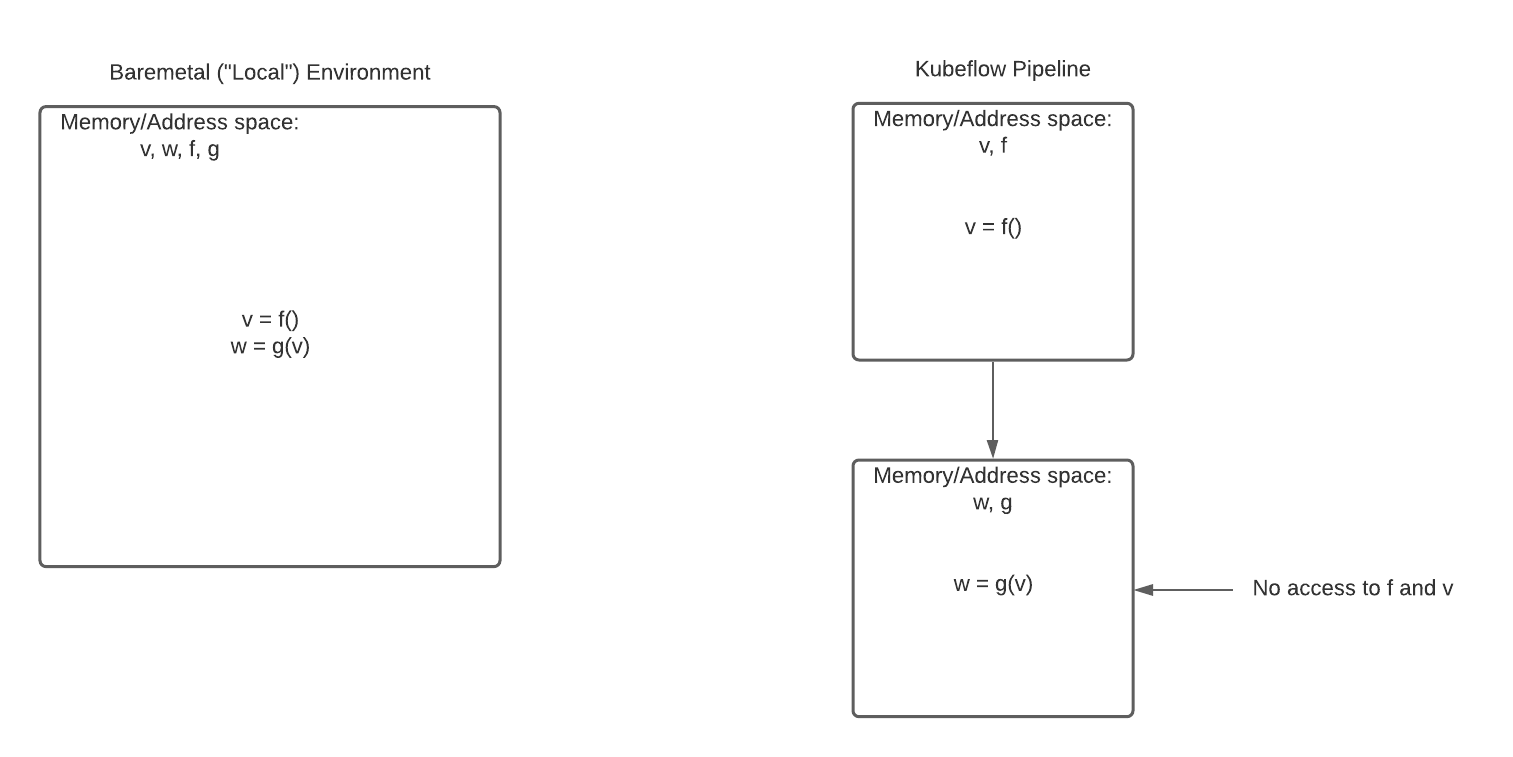 Baremetal ("Local") Environment
Memory/Address space:
v, w, f, g
v = f()
w = g(v)
Kubeflow Pipeline
Memory/Address space:
v, f
v = f()
Memory/Address space:
w, g
w = g(v)
No access to f and v